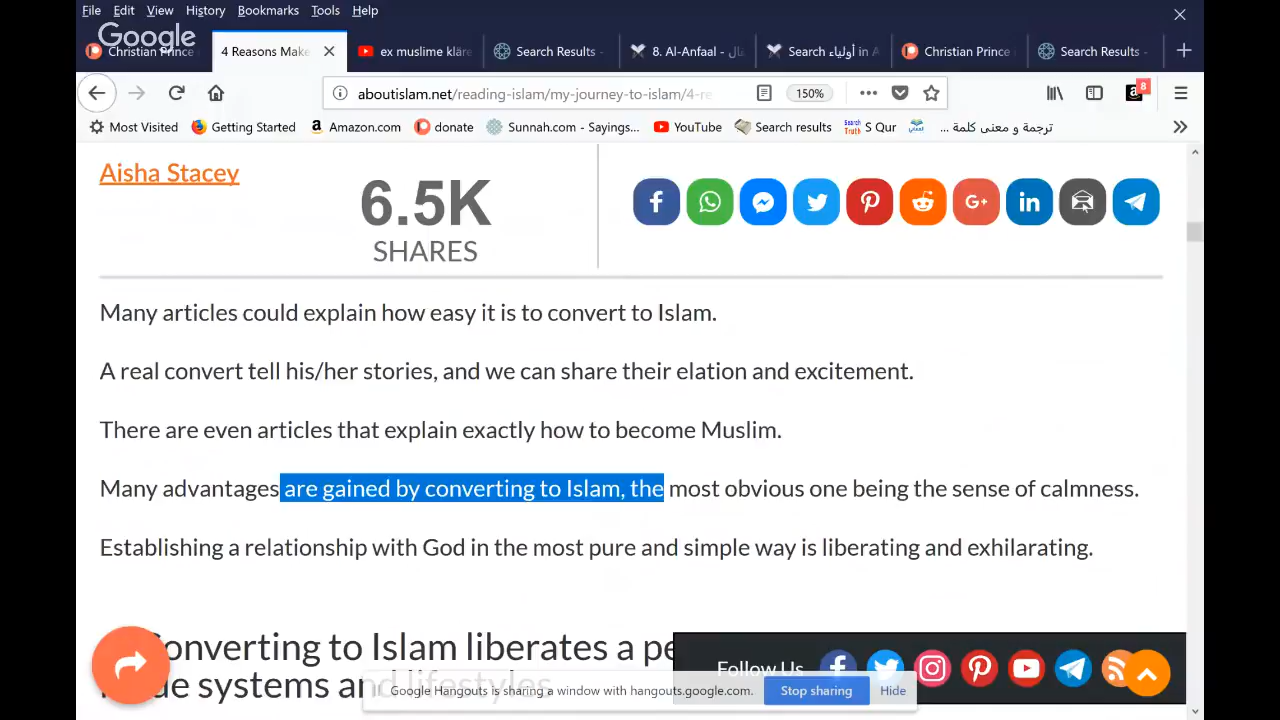 File Edit View History Bookmarks Tools Help
Google
Christian Prince
4 Reasons Make
ex muslime kläre
Search Results -
8. Al-Anfaal - ال
Search أولياء in A
Christian Prince
Search Results -
aboutislam.net/reading-islam/my-journey-to-islam/4-re
150%
8
Most Visited Getting Started Amazon.com donate Sunnah.com - Sayings... YouTube Search results S Qur ترجمة و معنى كلمة ...
Aisha Stacey
6.5K
SHARES
Many articles could explain how easy it is to convert to Islam.
A real convert tell his/her stories, and we can share their elation and excitement.
There are even articles that explain exactly how to become Muslim.
Many advantages are gained by converting to Islam, the most obvious one being the sense of calmness.
Establishing a relationship with God in the most pure and simple way is liberating and exhilarating.
Converting to Islam liberates a pe
systems and lifestyles
Follow Us
Google Hangouts is sharing a window with hangouts.google.com. Stop sharing Hide